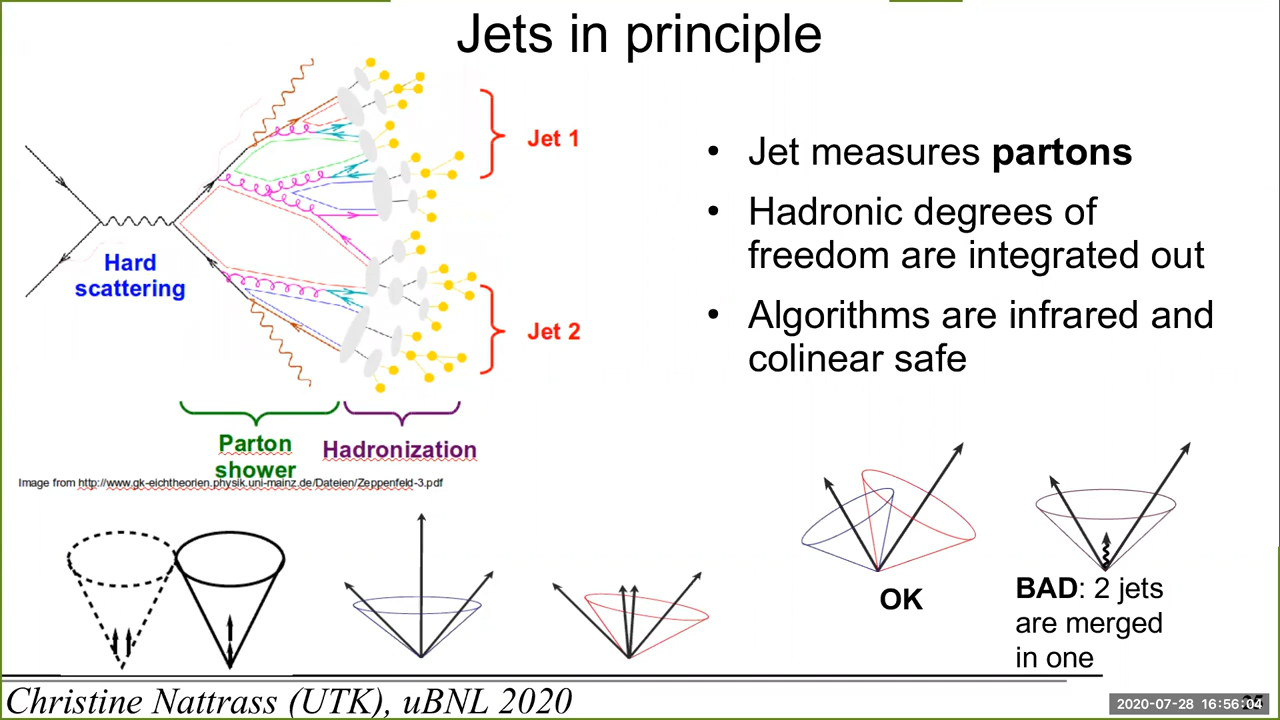 Jets in principle
Jet 1
Jet 2
Hard
scattering
Parton
shower
Hadronization
Image from http://www.gk-eichtheorien.physik.uni-mainz.de/Dateien/Zeppenfeld-3.pdf
• Jet measures partons
• Hadronic degrees of
freedom are integrated out
• Algorithms are infrared and
colinear safe
OK
BAD: 2 jets
are merged
in one
Christine Nattrass (UTK), uBNL 2020
2020-07-28 16:56:04